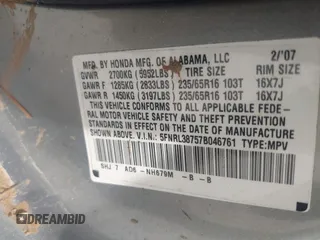 MFD. BY HONDA MFG. OF ALABAMA, LLC 2/'07
GVWR 2700KG (5952LBS) TIRE SIZE RIM SIZE
GAWR F 1285KG (2833LBS) 235/65R16 103T 16X7J
GAWR R 1450KG (3197LBS) 235/65R16 103T 16X7J
THIS VEHICLE CONFORMS TO ALL APPLICABLE FEDE-
RAL MOTOR VEHICLE SAFETY AND THEFT PREVENTION
STANDARDS IN EFFECT ON THE DATE OF MANUFACTURE
SHOWN ABOVE. V.I.N: 5FNRL38757B046761 TYPE:MPV
SHJ 7 A06 -NH679M -B -B
DREAMBID